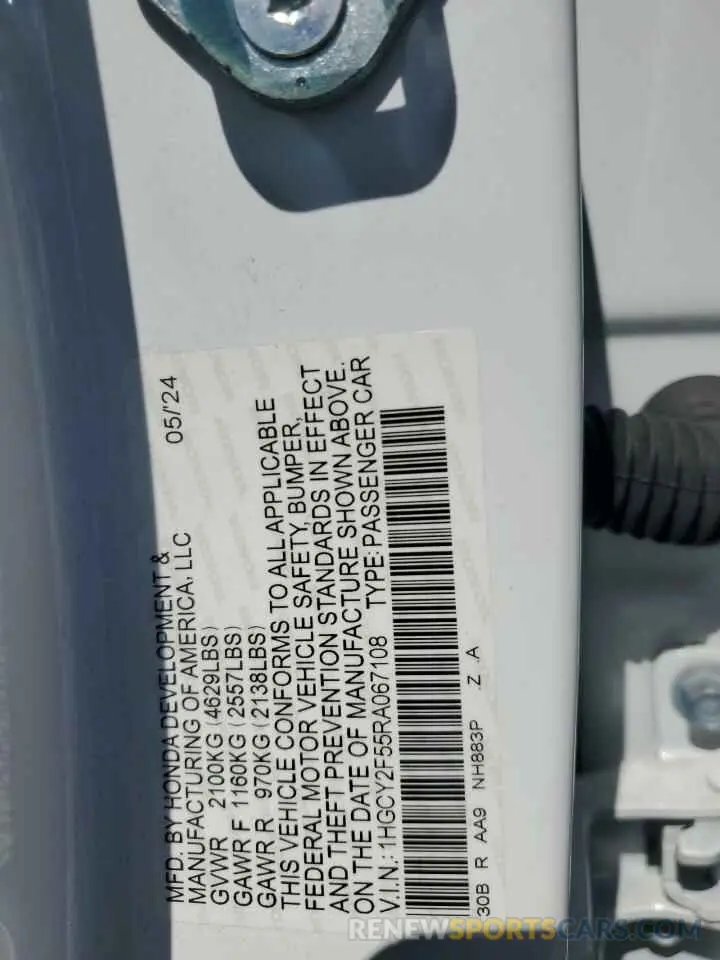 MFD. BY HONDA DEVELOPMENT &
MANUFACTURING OF AMERICA, LLC 05/'24
GVWR 2100KG (4629LBS)
GAWR F 1160KG (2557LBS)
GAWR R 970KG (2138LBS)
THIS VEHICLE CONFORMS TO ALL APPLICABLE
FEDERAL MOTOR VEHICLE SAFETY, BUMPER,
AND THEFT PREVENTION STANDARDS IN EFFECT
ON THE DATE OF MANUFACTURE SHOWN ABOVE.
V.I.N.: 1HGCY2F55RA067108 TYPE: PASSENGER CAR
30B R AA9 NH883P Z A
RENEWSPORTSCARS.COM